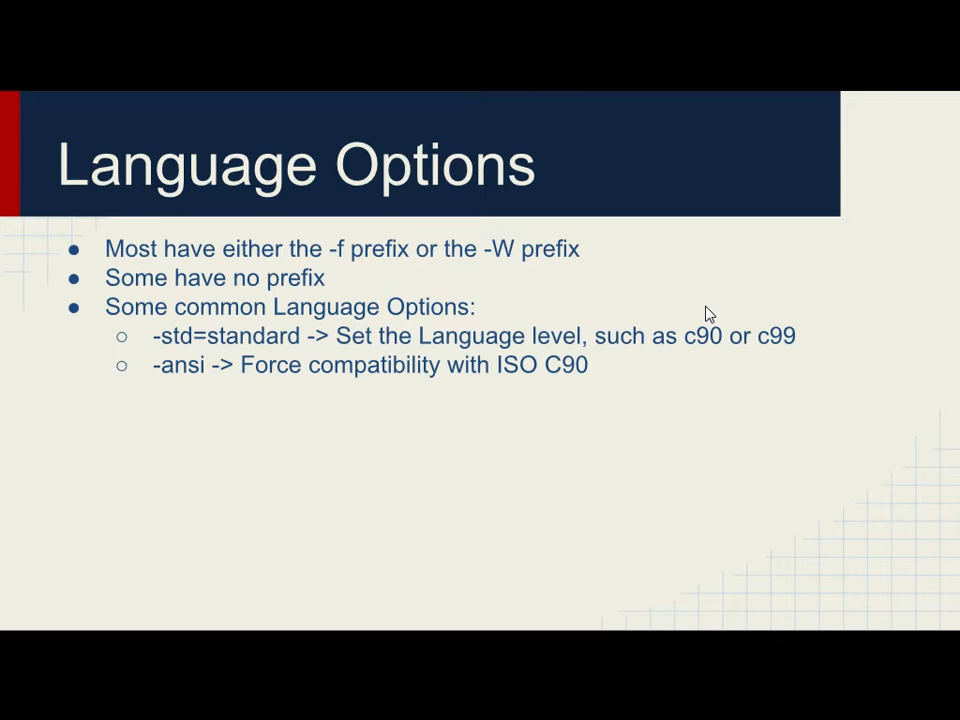 Language Options
● Most have either the -f prefix or the -W prefix
● Some have no prefix
● Some common Language Options:
○ -std=standard -> Set the Language level, such as c90 or c99
○ -ansi -> Force compatibility with ISO C90